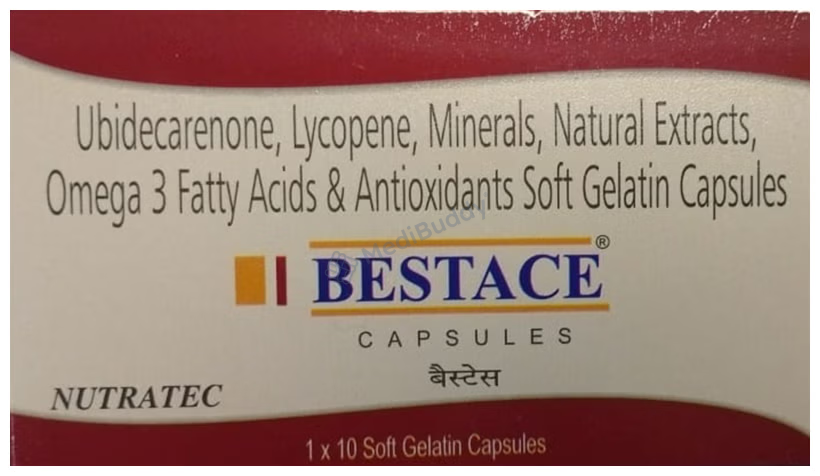 Ubidecarenone, Lycopene, Minerals, Natural Extracts,
Omega 3 Fatty Acids & Antioxidants Soft Gelatin Capsules
MediBuddy
BESTACE®
CAPSULES
बैस्टेस
NUTRATEC
1 x 10 Soft Gelatin Capsules